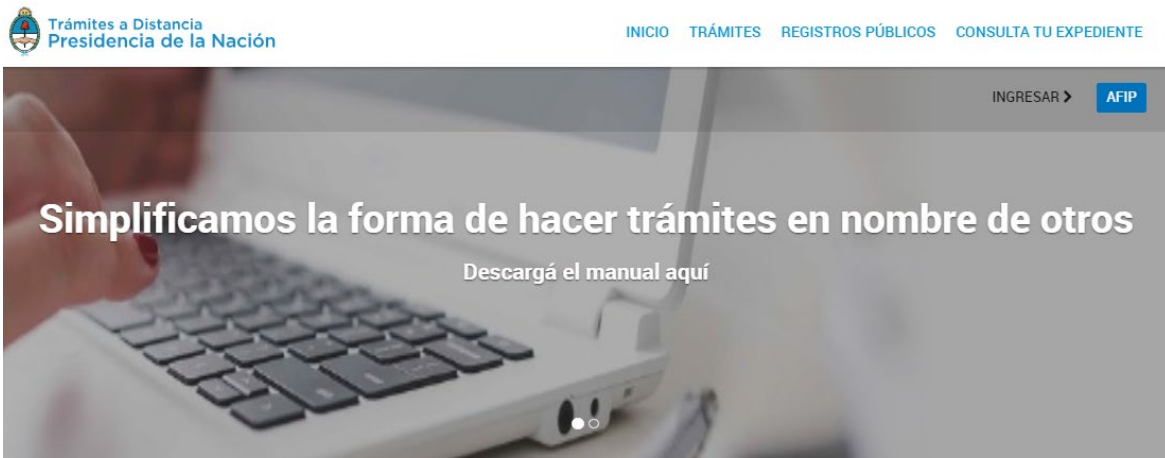 Trámites a Distancia
Presidencia de la Nación
INICIO TRÁMITES REGISTROS PÚBLICOS CONSULTA TU EXPEDIENTE
INGRESAR AFIP
Simplificamos la forma de hacer trámites en nombre de otros
Descargá el manual aquí